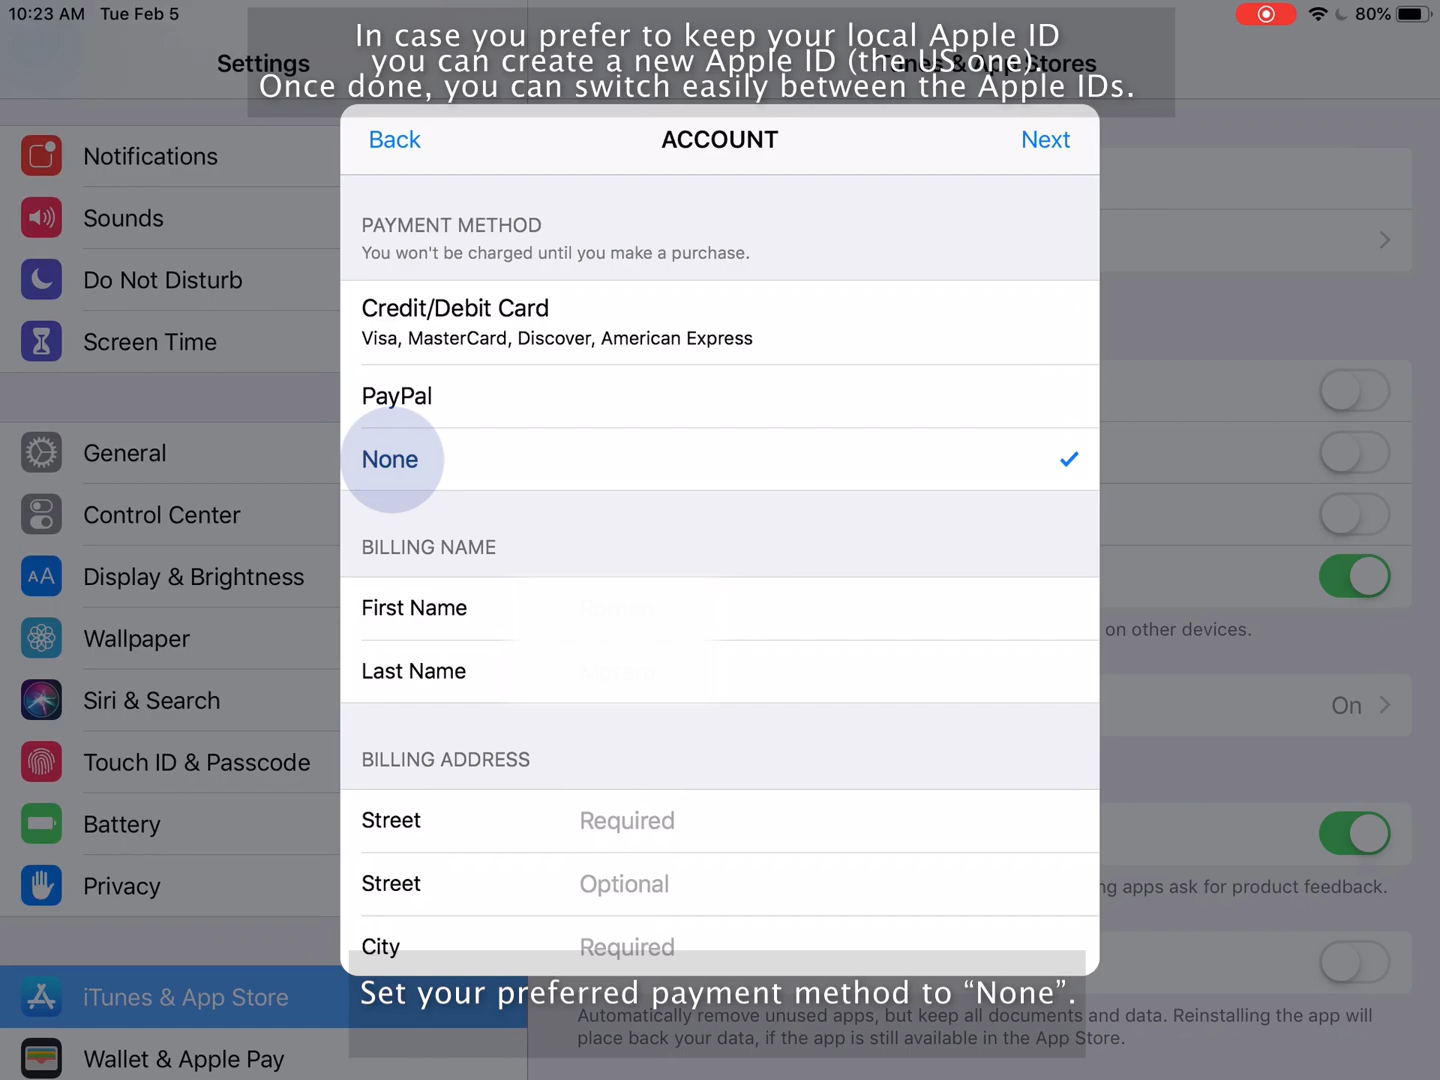 10:23 AM Tue Feb 5
80%
In case you prefer to keep your local Apple ID
you can create a new Apple ID (the US one).
Once done, you can switch easily between the Apple IDs.
Settings
& App Stores
Back
ACCOUNT
Next
Notifications
Sounds
Do Not Disturb
Screen Time
General
Control Center
Display & Brightness
Wallpaper
Siri & Search
Touch ID & Passcode
Battery
Privacy
iTunes & App Store
Wallet & Apple Pay
PAYMENT METHOD
You won't be charged until you make a purchase.
Credit/Debit Card
Visa, MasterCard, Discover, American Express
PayPal
None
BILLING NAME
First Name
Last Name
BILLING ADDRESS
Street Required
Street Optional
City Required
on other devices.
On
apps ask for product feedback.
Set your preferred payment method to “None”.
Automatically remove unused apps, but keep all documents and data. Reinstalling the app will
place back your data, if the app is still available in the App Store.